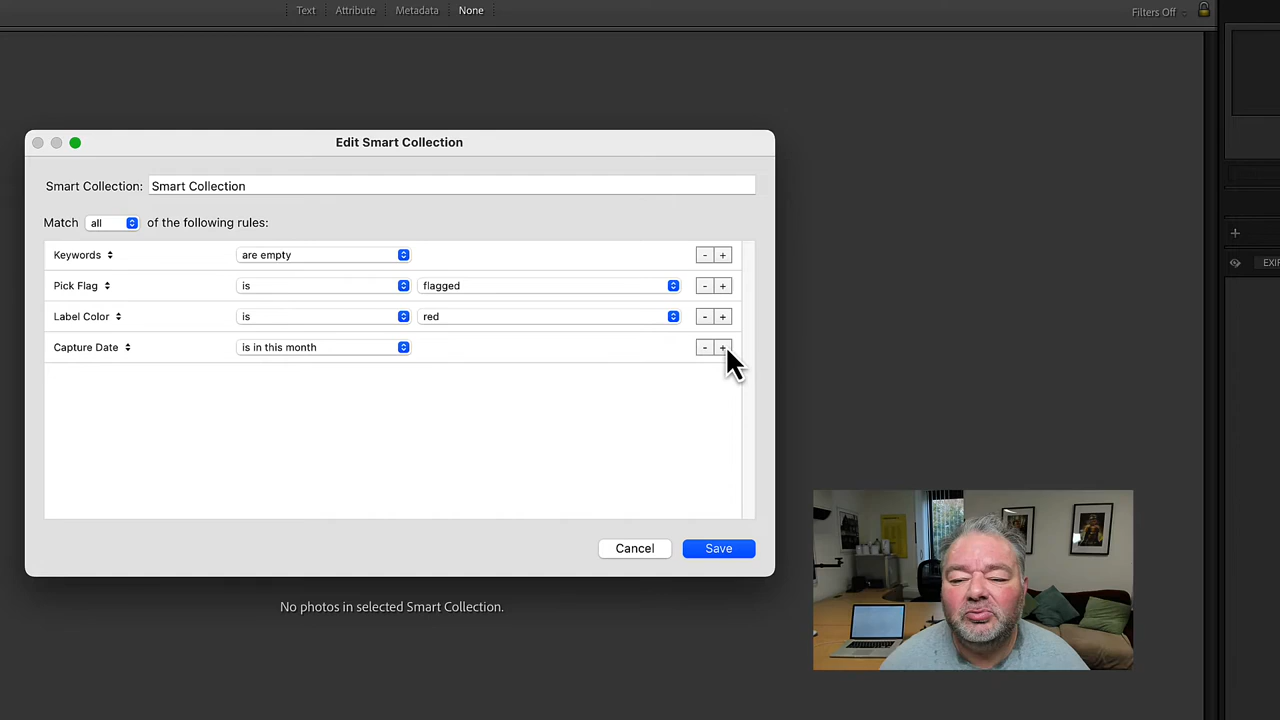 Text Attribute Metadata None Filters Off
Edit Smart Collection
Smart Collection: Smart Collection
Match all of the following rules:
Keywords are empty - +
Pick Flag is flagged - +
Label Color is red - +
Capture Date is in this month - +
+
EXIF
Cancel Save
No photos in selected Smart Collection.